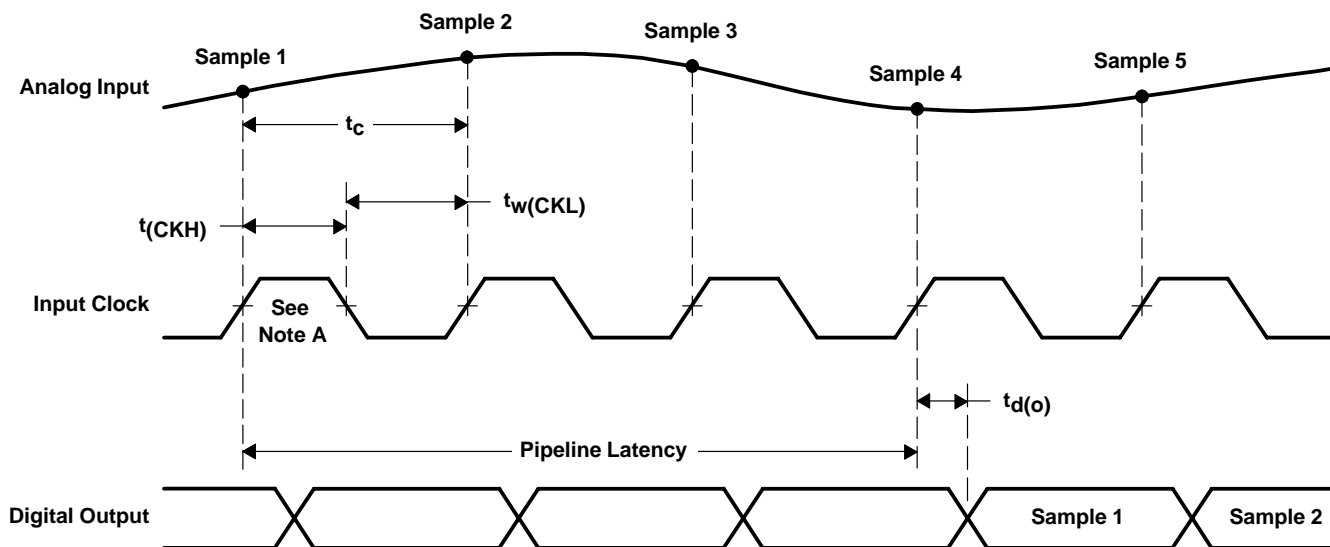 Sample 1
Sample 2
Sample 3
Sample 4
Sample 5
Analog Input
tc
tw(CKL)
t(CKH)
Input Clock
See
Note A
td(o)
Pipeline Latency
Digital Output
Sample 1
Sample 2